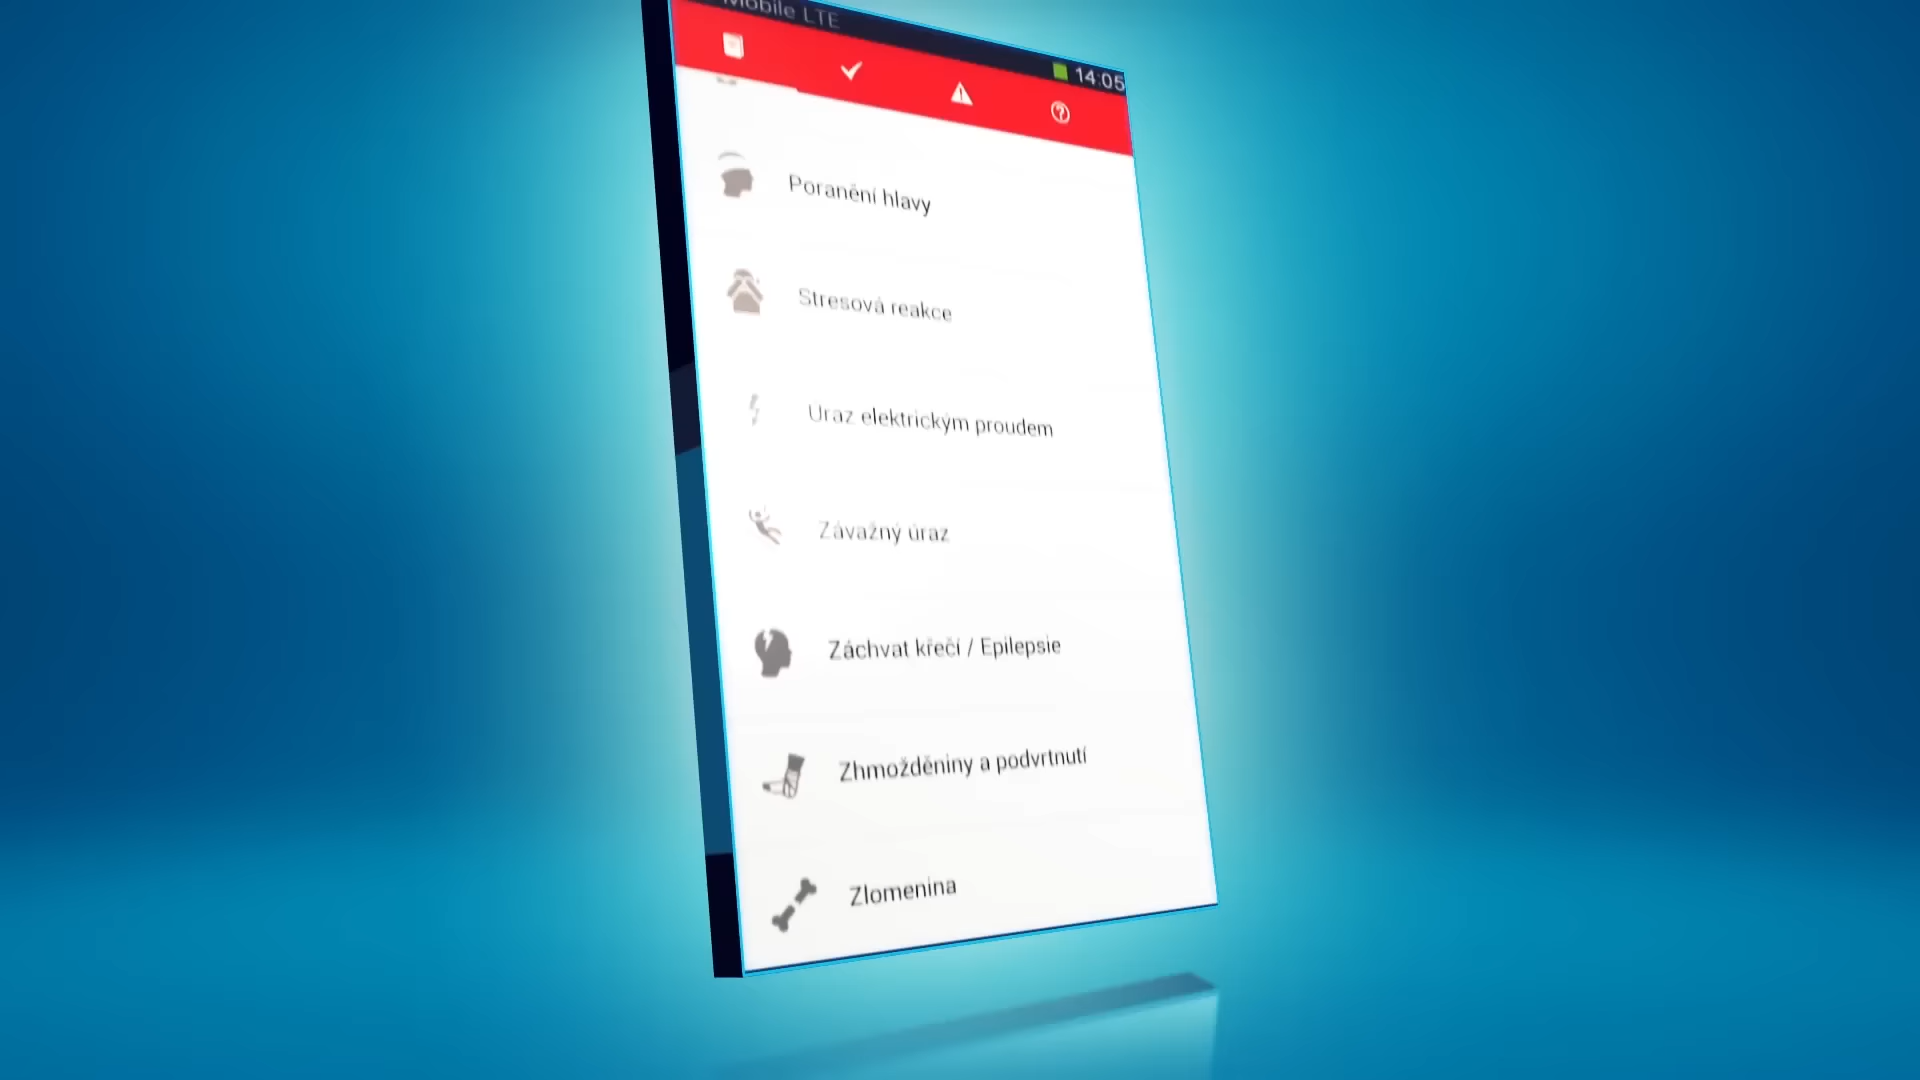 Mobile LTE
14:05
Poranění hlavy
Stresová reakce
Úraz elektrickým proudem
Závažný úraz
Záchvat křečí / Epilepsie
Zhmožděniny a podvrtnutí
Zlomenina